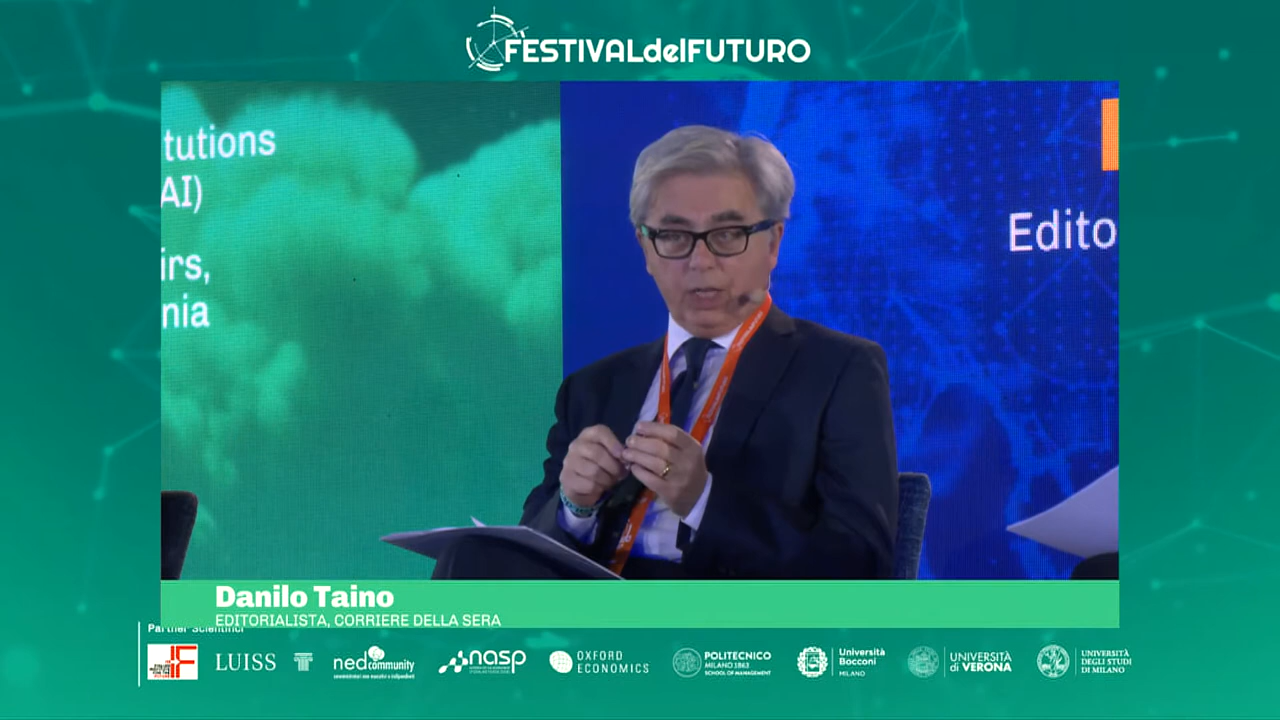 FESTIVALdelFUTURO
tutions
AI)
irs,
nia
Edito
Danilo Taino
EDITORIALISTA, CORRIERE DELLA SERA
Partner Scientifici
LUISS
nedcommunity
nasp
OXFORD
ECONOMICS
POLITECNICO
MILANO 1863
SCHOOL OF MANAGEMENT
Università
Bocconi
MILANO
UNIVERSITÀ
di VERONA
UNIVERSITÀ
DEGLI STUDI
DI MILANO